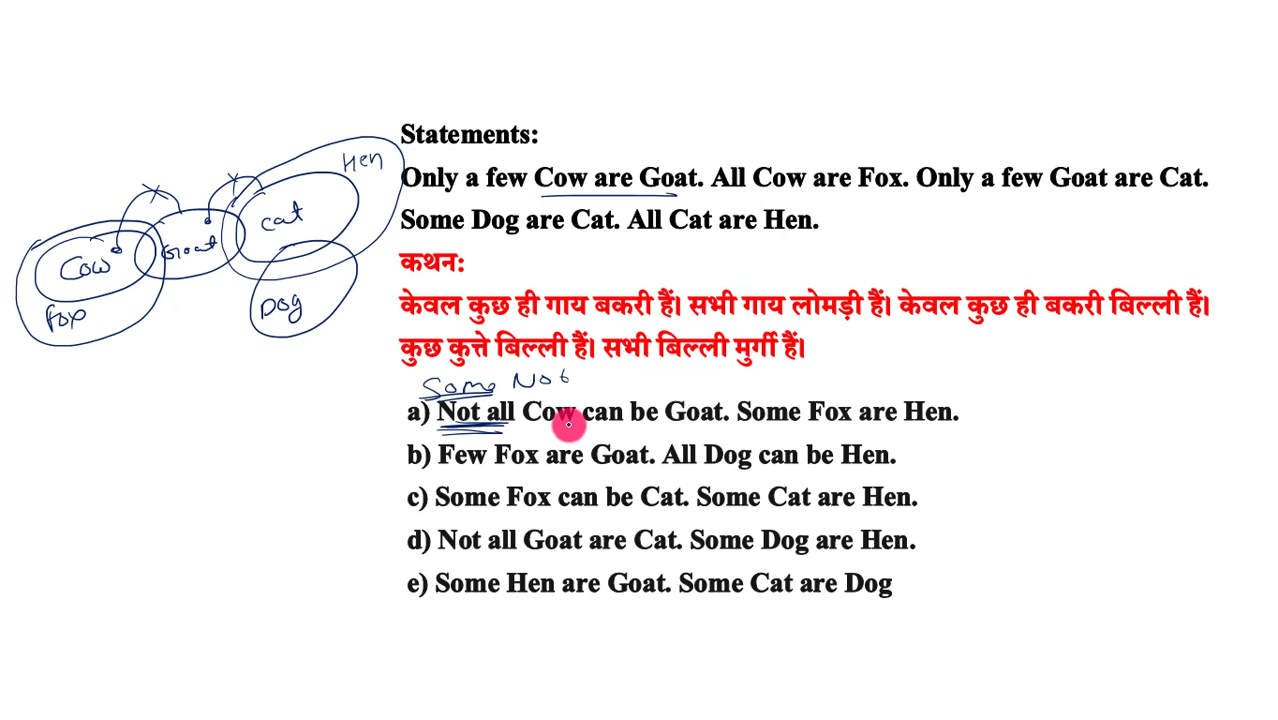 Statements:
Only a few Cow are Goat. All Cow are Fox. Only a few Goat are Cat.
Some Dog are Cat. All Cat are Hen.
कथन:
केवल कुछ ही गाय बकरी हैं। सभी गाय लोमड़ी हैं। केवल कुछ ही बकरी बिल्ली हैं।
कुछ कुत्ते बिल्ली हैं। सभी बिल्ली मुर्गी हैं।
Some Not
a) Not all Cow can be Goat. Some Fox are Hen.
b) Few Fox are Goat. All Dog can be Hen.
c) Some Fox can be Cat. Some Cat are Hen.
d) Not all Goat are Cat. Some Dog are Hen.
e) Some Hen are Goat. Some Cat are Dog
Hen
cat
Goat
Cow
Fox
Dog